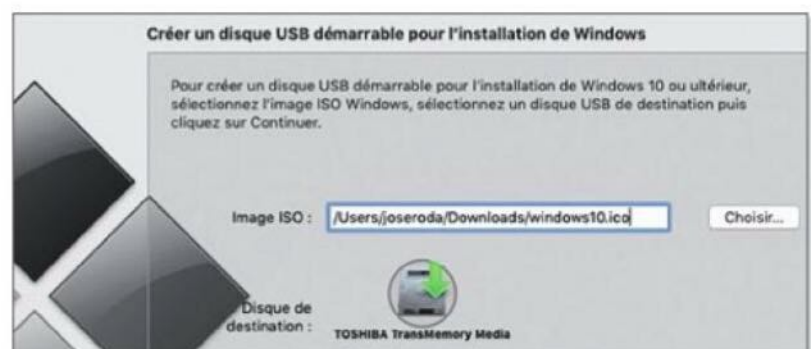 Créer un disque USB démarrable pour l'installation de Windows
Pour créer un disque USB démarrable pour l'installation de Windows 10 ou ultérieur,
sélectionnez l'image ISO Windows, sélectionnez un disque USB de destination puis
cliquez sur Continuer.
Image ISO : /Users/joseroda/Downloads/windows10.ico Choisir...
Disque de
destination :
TOSHIBA TransMemory Media